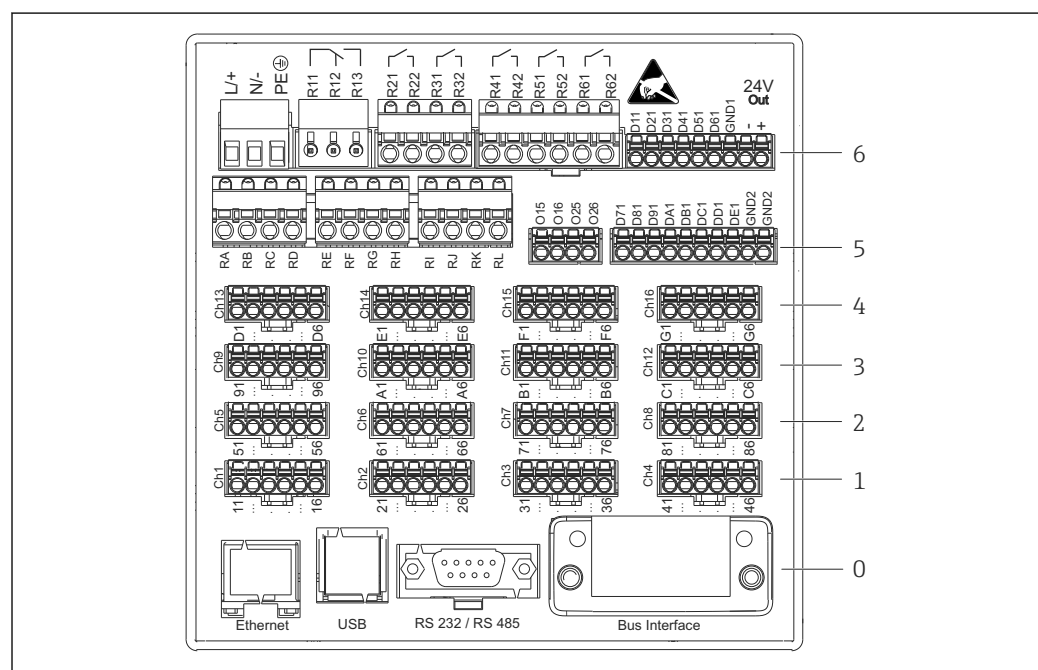 L/+ N/- PE R11 R12 R13 R21 R22 R31 R32 R41 R42 R51 R52 R61 R62 24V
Out
D11 D21 D31 D41 D51 D61 GND1 - +
6
O15 O16 O25 O26 D71 D81 D91 DA1 DB1 DC1 DD1 DE1 GND2 GND2
5
RA RB RC RD RE RF RG RH RI RJ RK RL
Ch13 Ch14 Ch15 Ch16
4
D1 ... . . ... D6 E1 ... . . ... E6 F1 ... . . ... F6 G1 ... . . ... G6
Ch9 Ch10 Ch11 Ch12
3
91 ... . . ... 96 A1 ... . . ... A6 B1 ... . . ... B6 C1 ... . . ... C6
Ch5 Ch6 Ch7 Ch8
2
51 ... . . ... 56 61 ... . . ... 66 71 ... . . ... 76 81 ... . . ... 86
Ch1 Ch2 Ch3 Ch4
1
11 ... . . ... 16 21 ... . . ... 26 31 ... . . ... 36 41 ... . . ... 46
0
Ethernet USB RS 232 / RS 485 Bus Interface